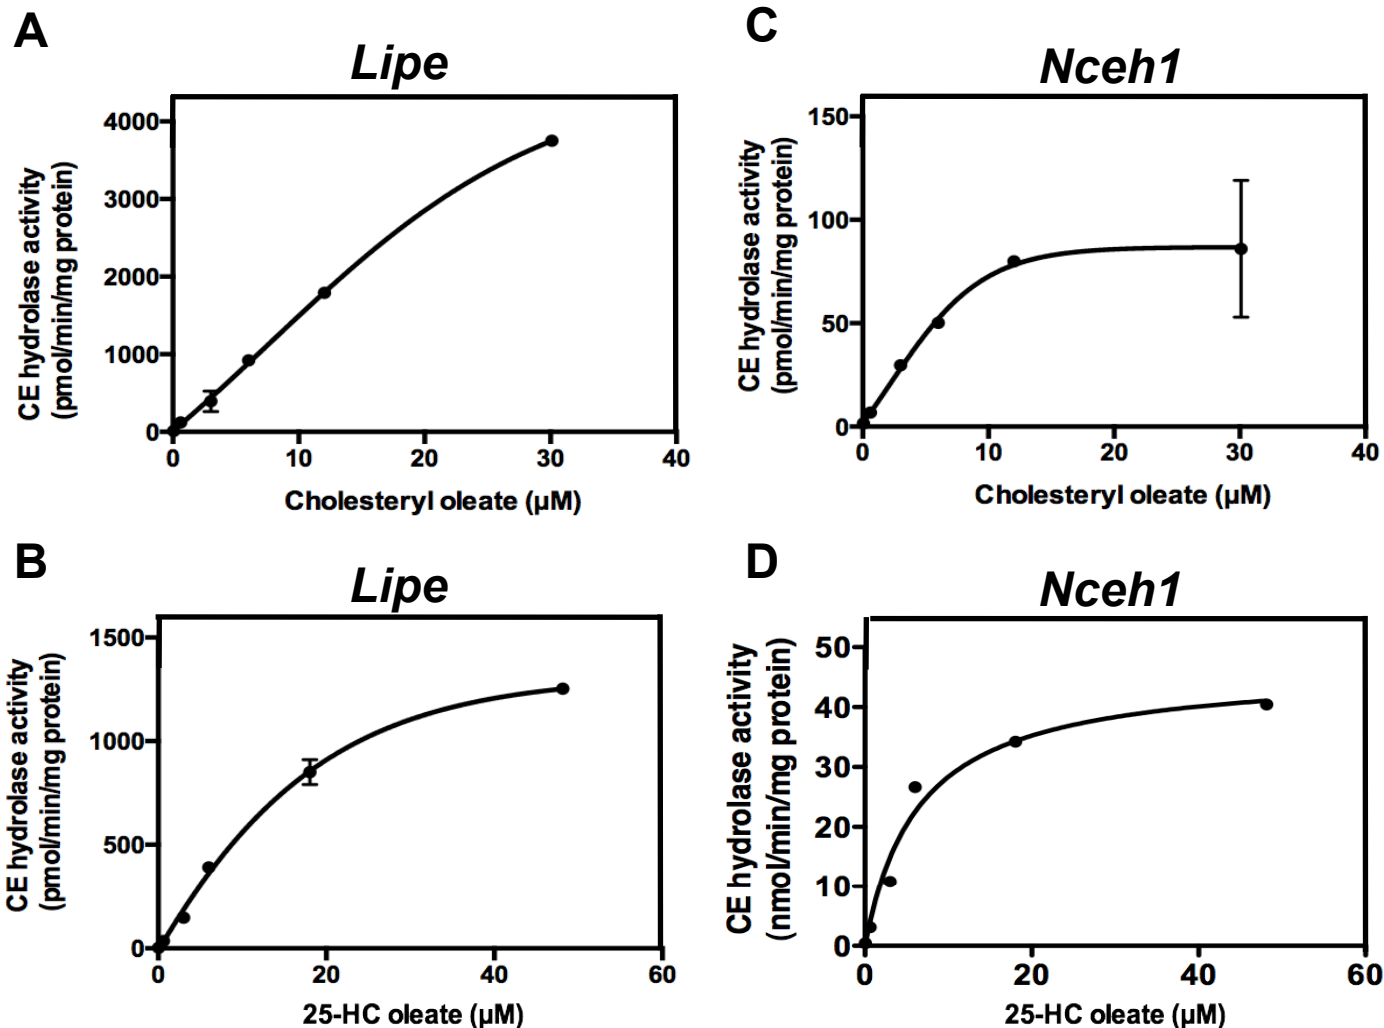 A
Lipe
CE hydrolase activity
(pmol/min/mg protein)
4000
3000
2000
1000
0
0 10 20 30 40
Cholesteryl oleate (µM)
C
Nceh1
CE hydrolase activity
(pmol/min/mg protein)
150
100
50
0
0 10 20 30 40
Cholesteryl oleate (µM)
B
Lipe
CE hydrolase activity
(pmol/min/mg protein)
1500
1000
500
0
0 20 40 60
25-HC oleate (µM)
D
Nceh1
CE hydrolase activity
(nmol/min/mg protein)
50
40
30
20
10
0
0 20 40 60
25-HC oleate (µM)